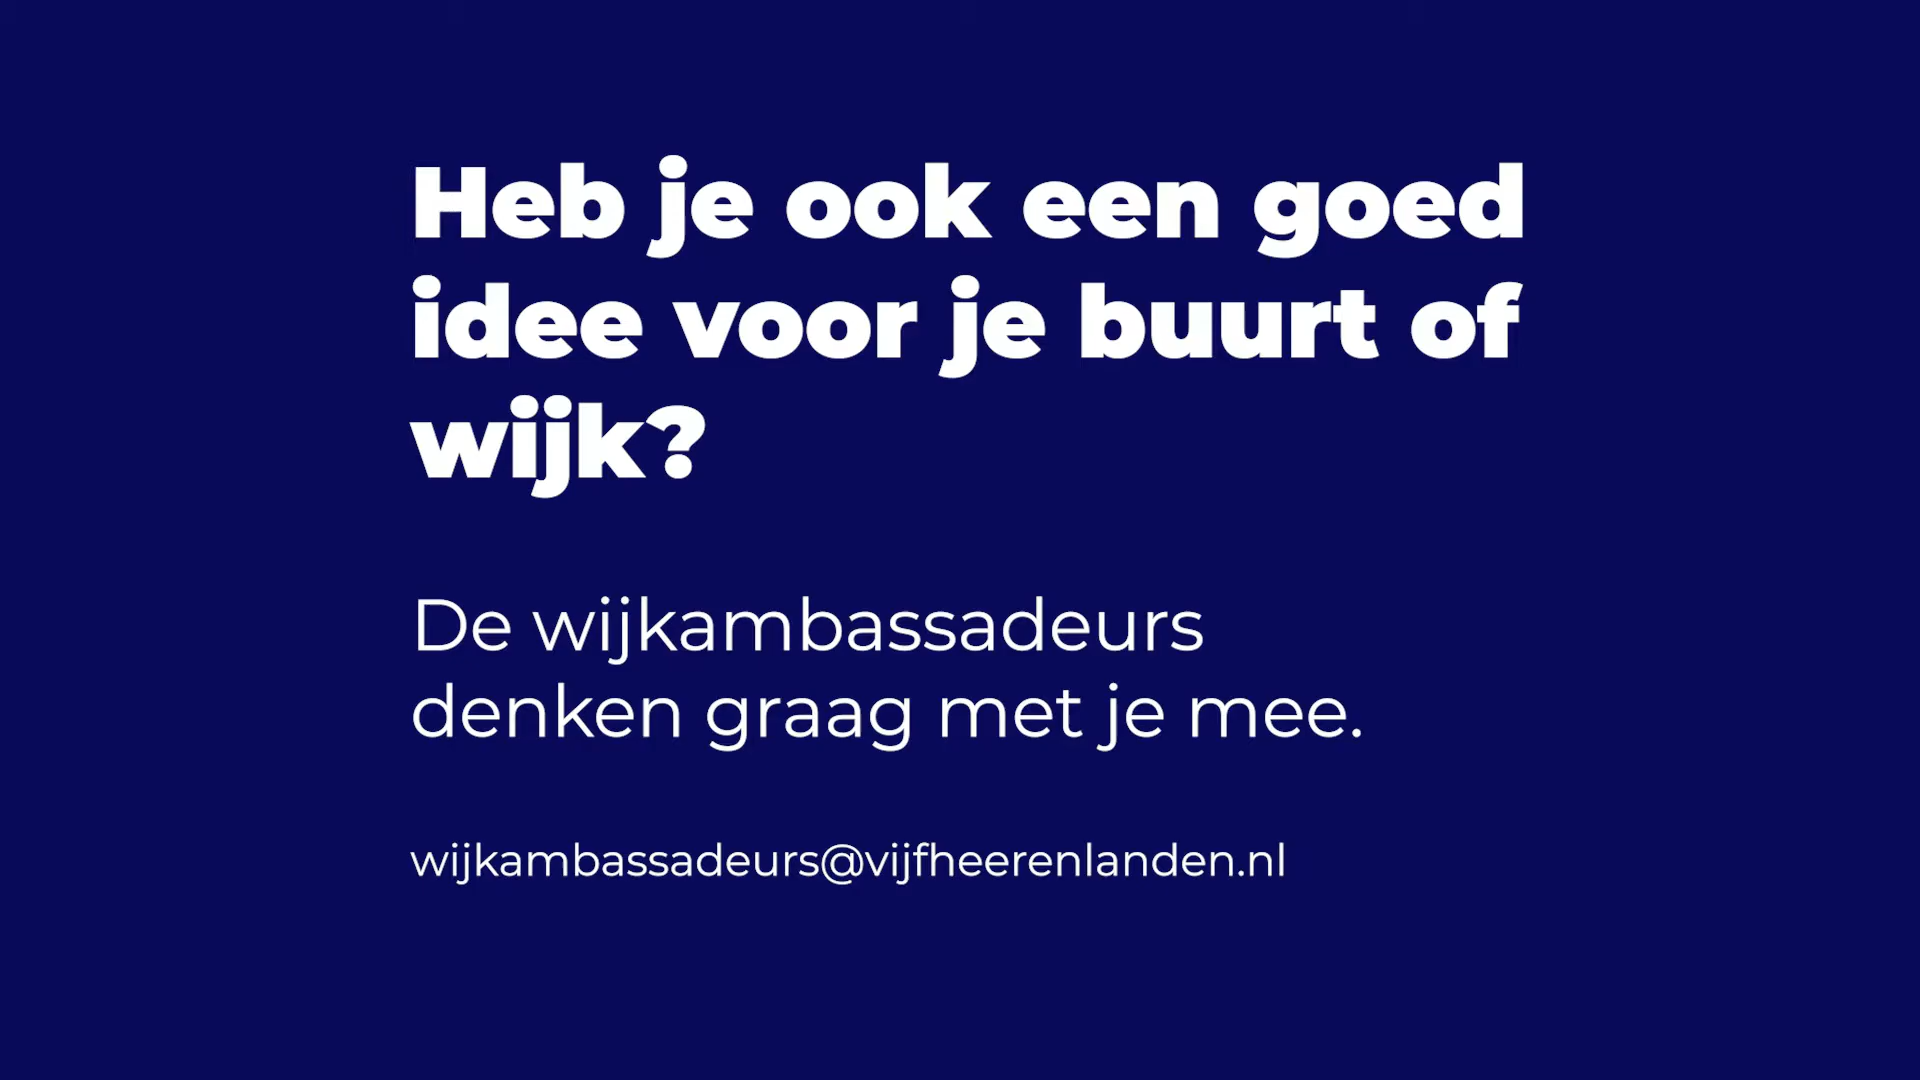 Heb je ook een goed
idee voor je buurt of
wijk?
De wijkambassadeurs
denken graag met je mee.
wijkambassadeurs@vijfheerenlanden.nl